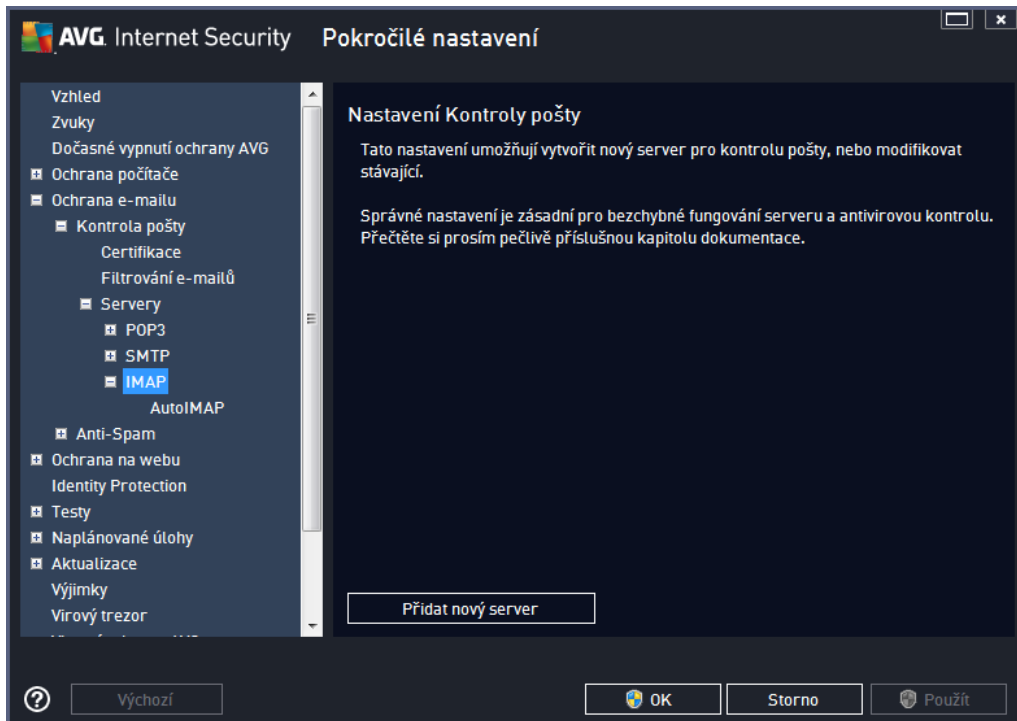 AVG. Internet Security Pokročilé nastavení
Vzhled
Zvuky
Dočasné vypnutí ochrany AVG
Ochrana počítače
Ochrana e-mailu
Kontrola pošty
Certifikace
Filtrování e-mailů
Servery
POP3
SMTP
IMAP
AutoIMAP
Anti-Spam
Ochrana na webu
Identity Protection
Testy
Naplánované úlohy
Aktualizace
Výjimky
Virový trezor
Nastavení Kontroly pošty
Tato nastavení umožňují vytvořit nový server pro kontrolu pošty, nebo modifikovat
stávající.
Správné nastavení je zásadní pro bezchybné fungování serveru a antivirovou kontrolu.
Přečtěte si prosím pečlivě příslušnou kapitolu dokumentace.
Přidat nový server
Výchozí
OK
Storno
Použít